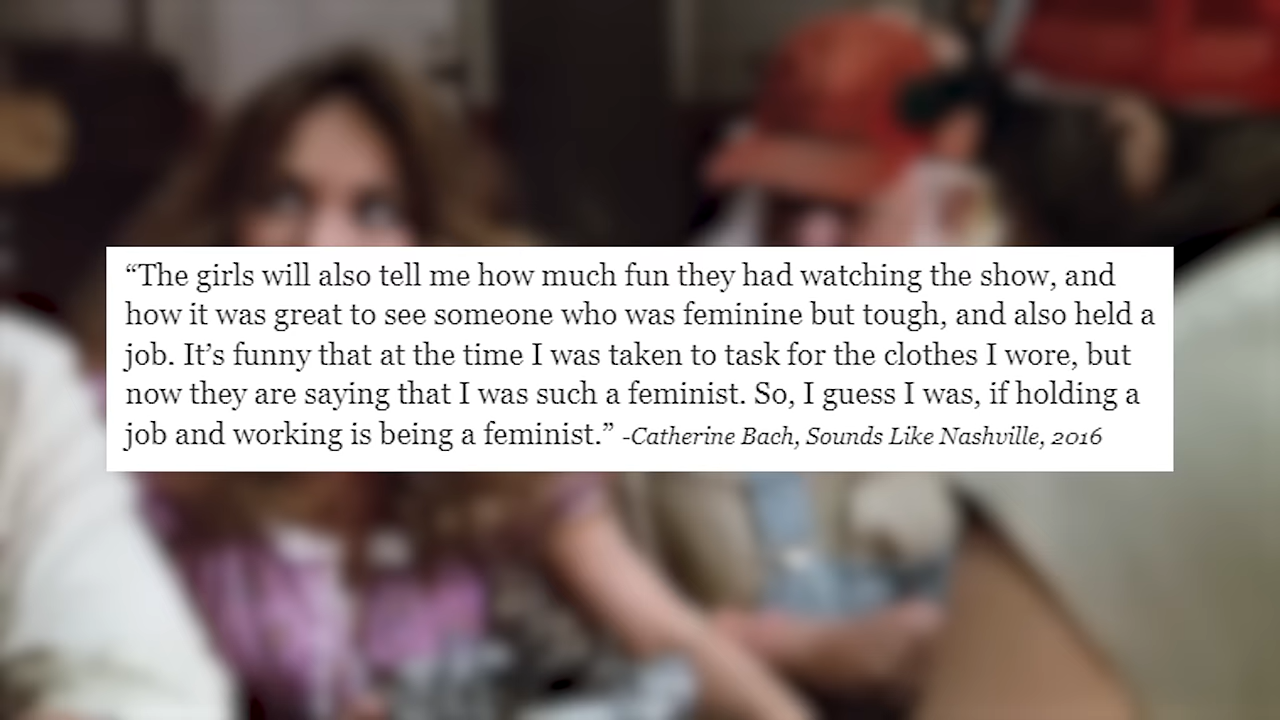 “The girls will also tell me how much fun they had watching the show, and
how it was great to see someone who was feminine but tough, and also held a
job. It’s funny that at the time I was taken to task for the clothes I wore, but
now they are saying that I was such a feminist. So, I guess I was, if holding a
job and working is being a feminist.” -Catherine Bach, Sounds Like Nashville, 2016